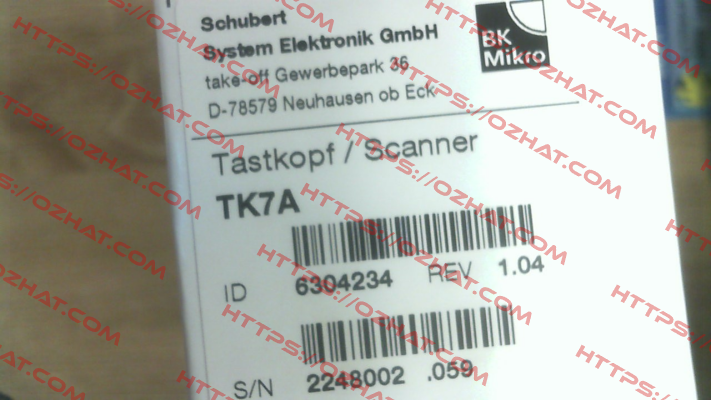 Schubert
System Elektronik GmbH
take-off Gewerbepark 36
D-78579 Neuhausen ob Eck
BK
Mikro
Tastkopf / Scanner
TK7A
ID 6304234 REV 1.04
S/N 2248002 .059
HTTPS://OZHAT.COM